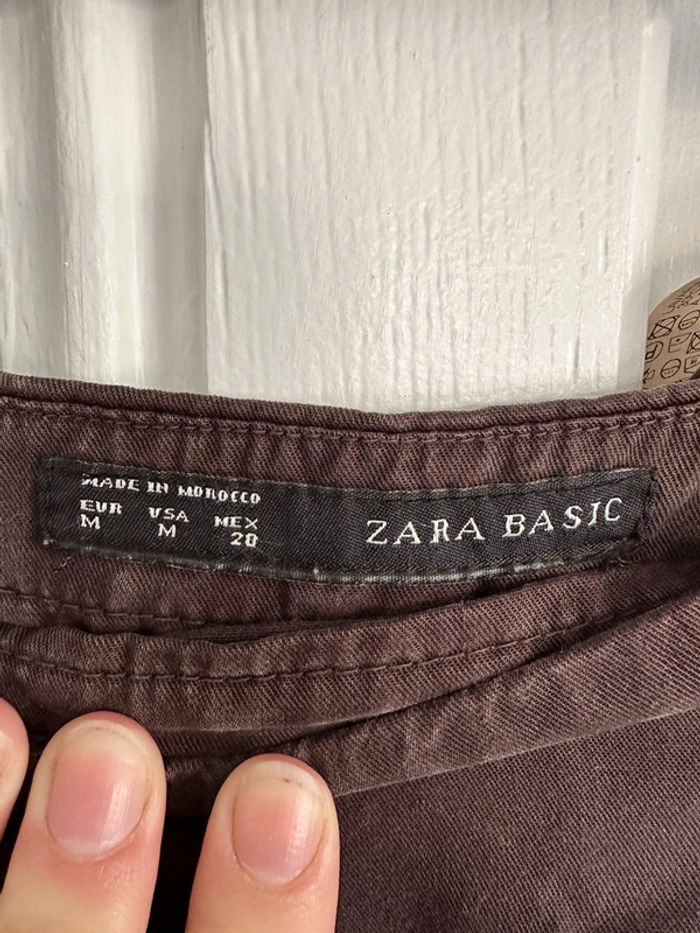 MADE IN MOROCCO
EUR USA MEX
M M 28
ZARA BASIC